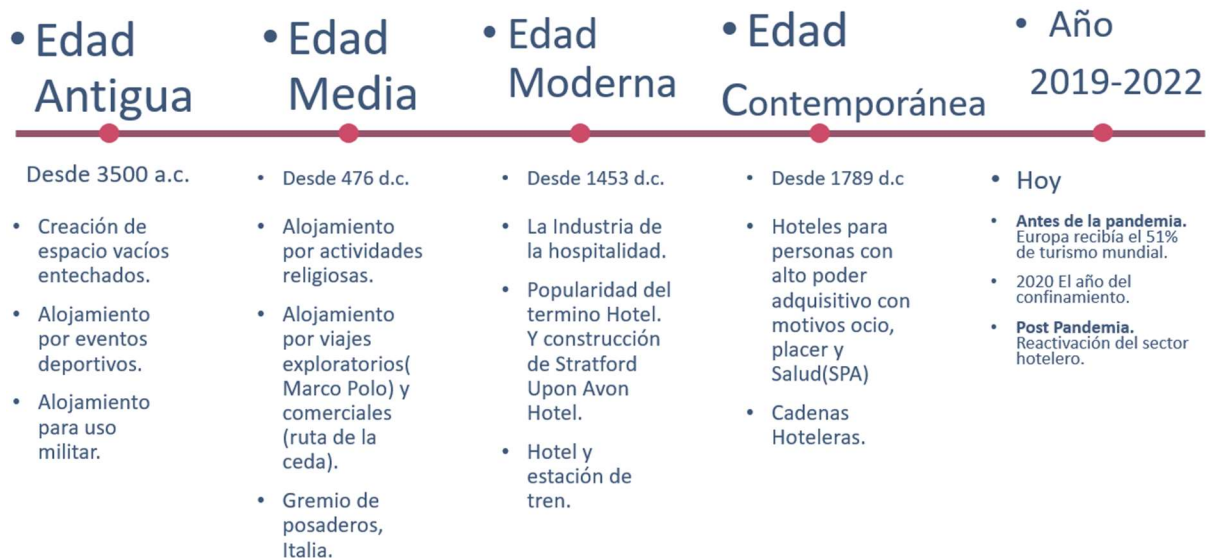 • Edad
Antigua
Desde 3500 a.c.
• Creación de
espacio vacíos
entechados.
• Alojamiento
por eventos
deportivos.
• Alojamiento
para uso
militar.
• Edad
Media
• Desde 476 d.c.
• Alojamiento
por actividades
religiosas.
• Alojamiento
por viajes
exploratorios(
Marco Polo) y
comerciales
(ruta de la
ceda).
• Gremio de
posaderos,
Italia.
• Edad
Moderna
• Desde 1453 d.c.
• La Industria de
la hospitalidad.
• Popularidad del
termino Hotel.
Y construcción
de Stratford
Upon Avon
Hotel.
• Hotel y
estación de
tren.
• Edad
Contemporánea
• Desde 1789 d.c
• Hoteles para
personas con
alto poder
adquisitivo con
motivos ocio,
placer y
Salud(SPA)
• Cadenas
Hoteleras.
• Año
2019-2022
• Hoy
• Antes de la pandemia.
Europa recibía el 51%
de turismo mundial.
• 2020 El año del
confinamiento.
• Post Pandemia.
Reactivación del sector
hotelero.